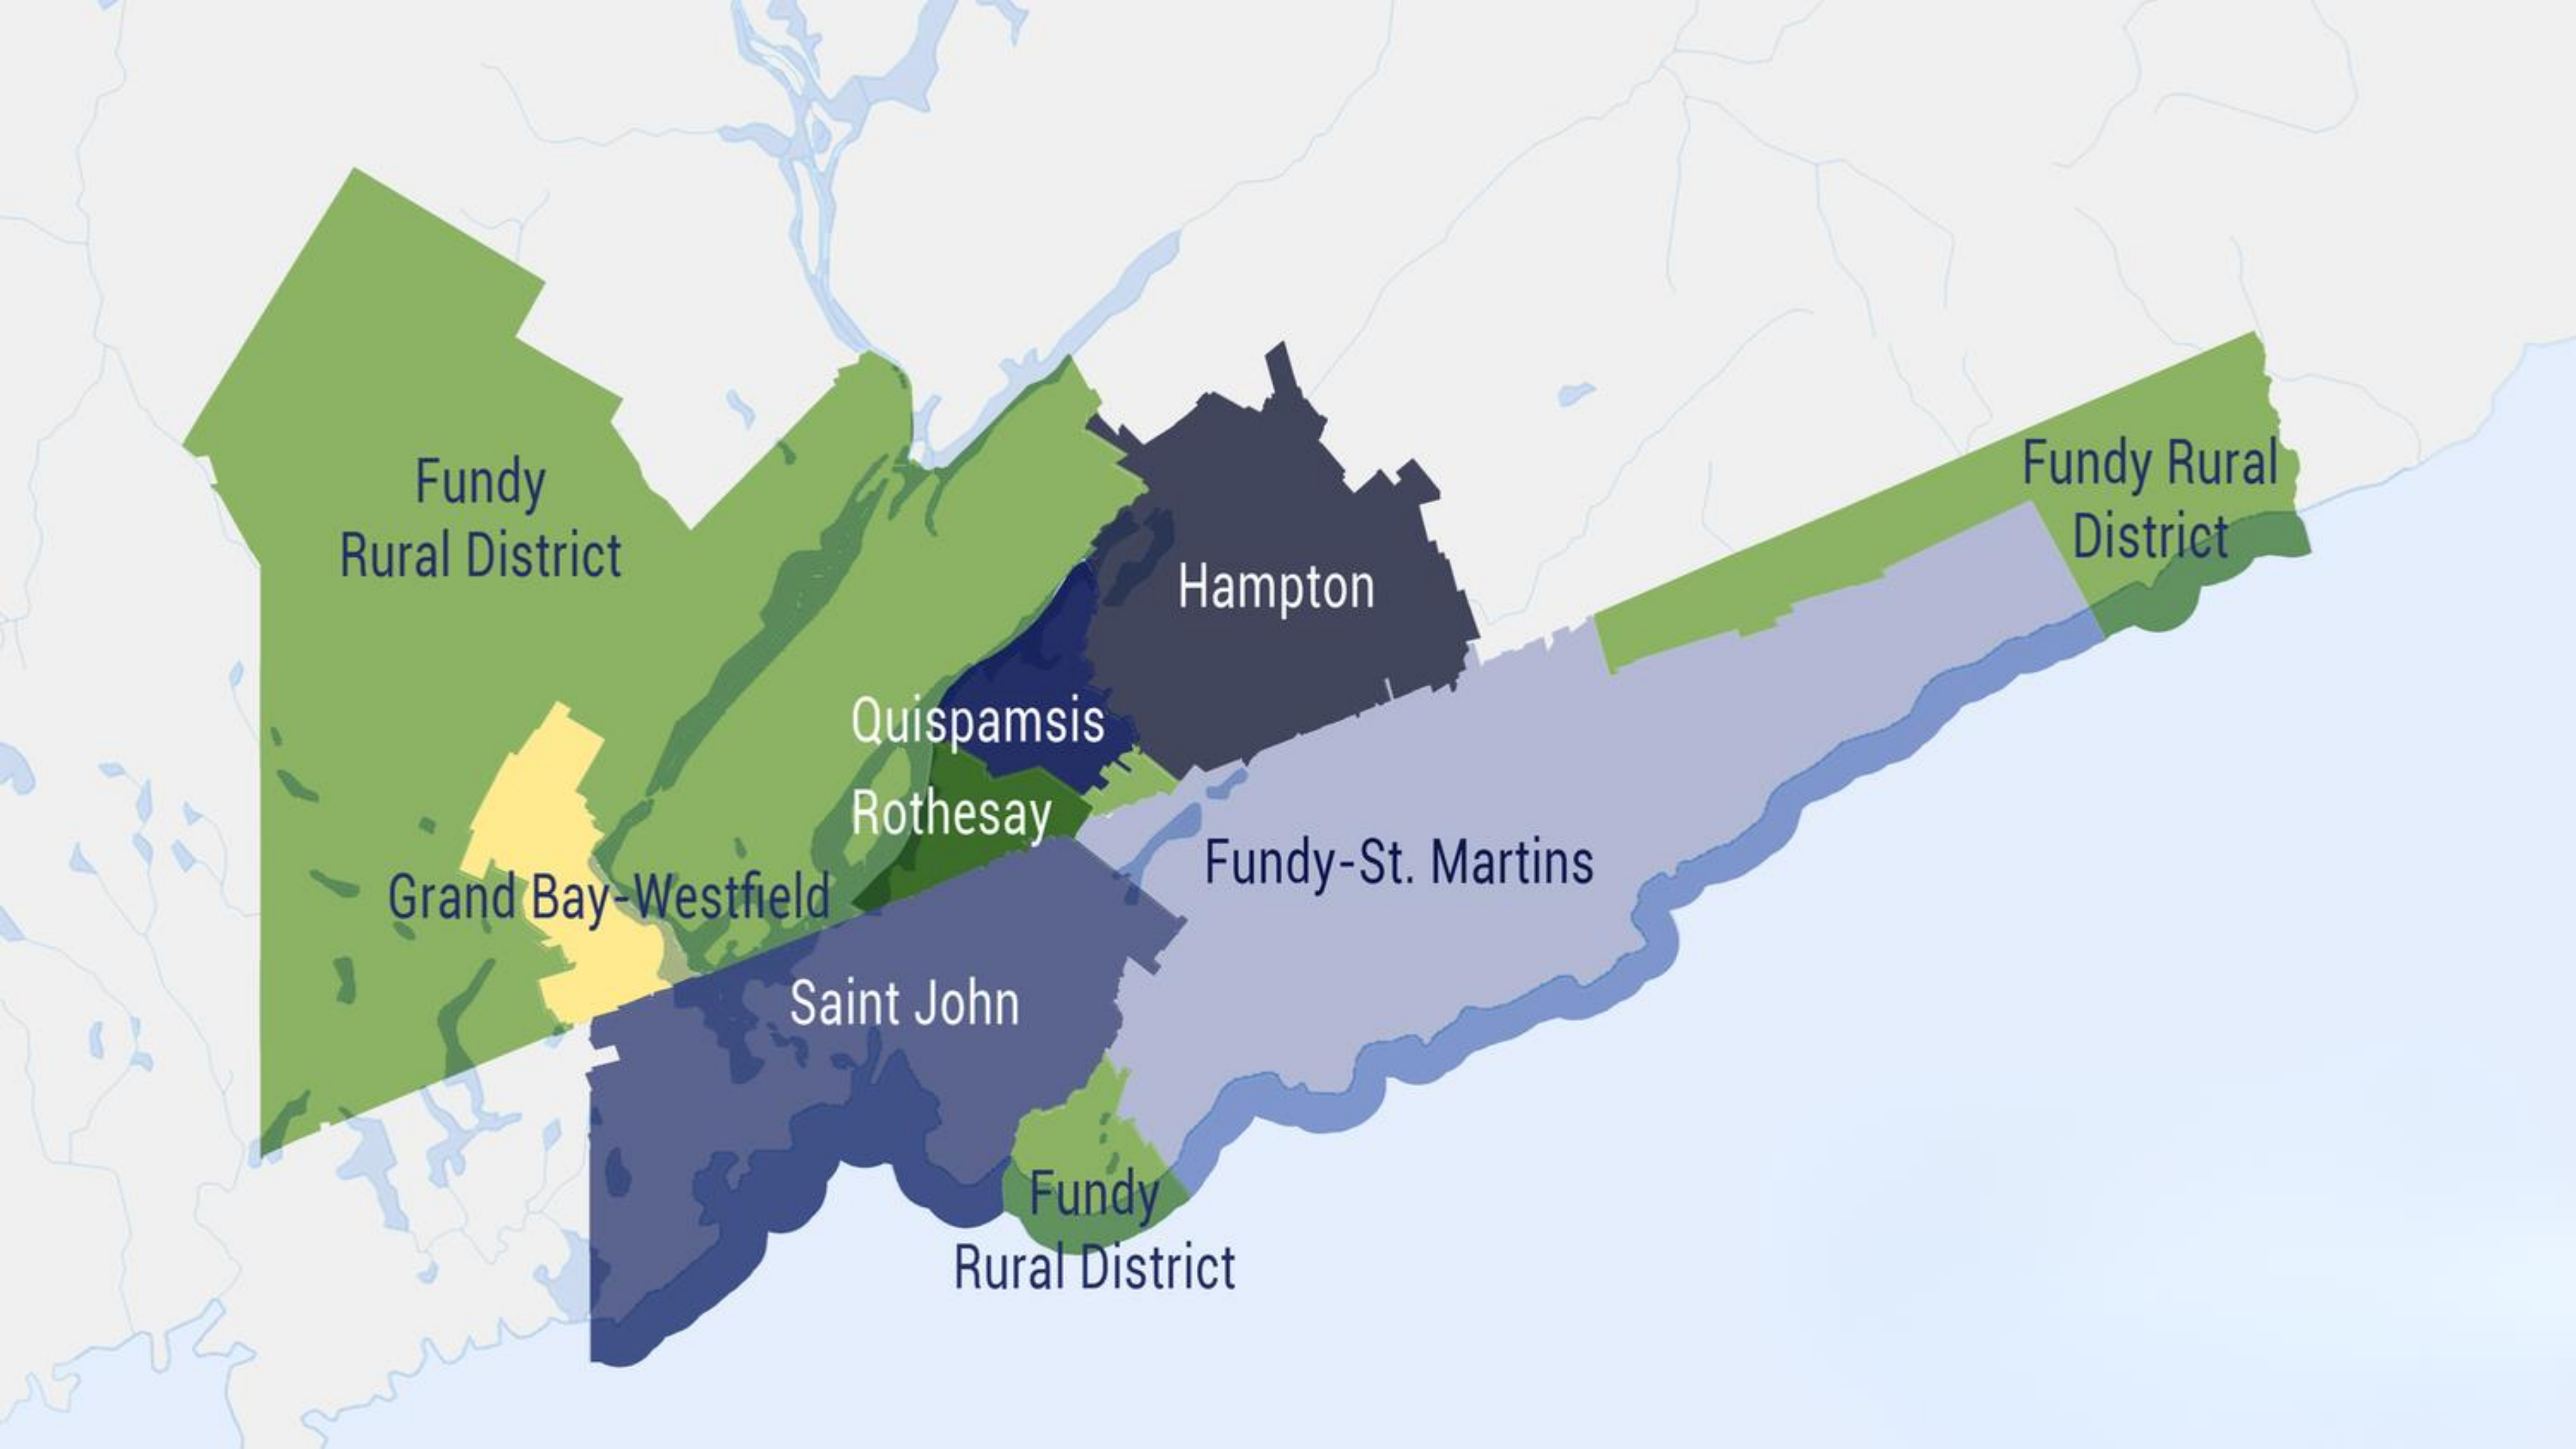 Fundy
Rural District
Fundy Rural
District
Hampton
Quispamsis
Rothesay
Fundy-St. Martins
Grand Bay-Westfield
Saint John
Fundy
Rural District